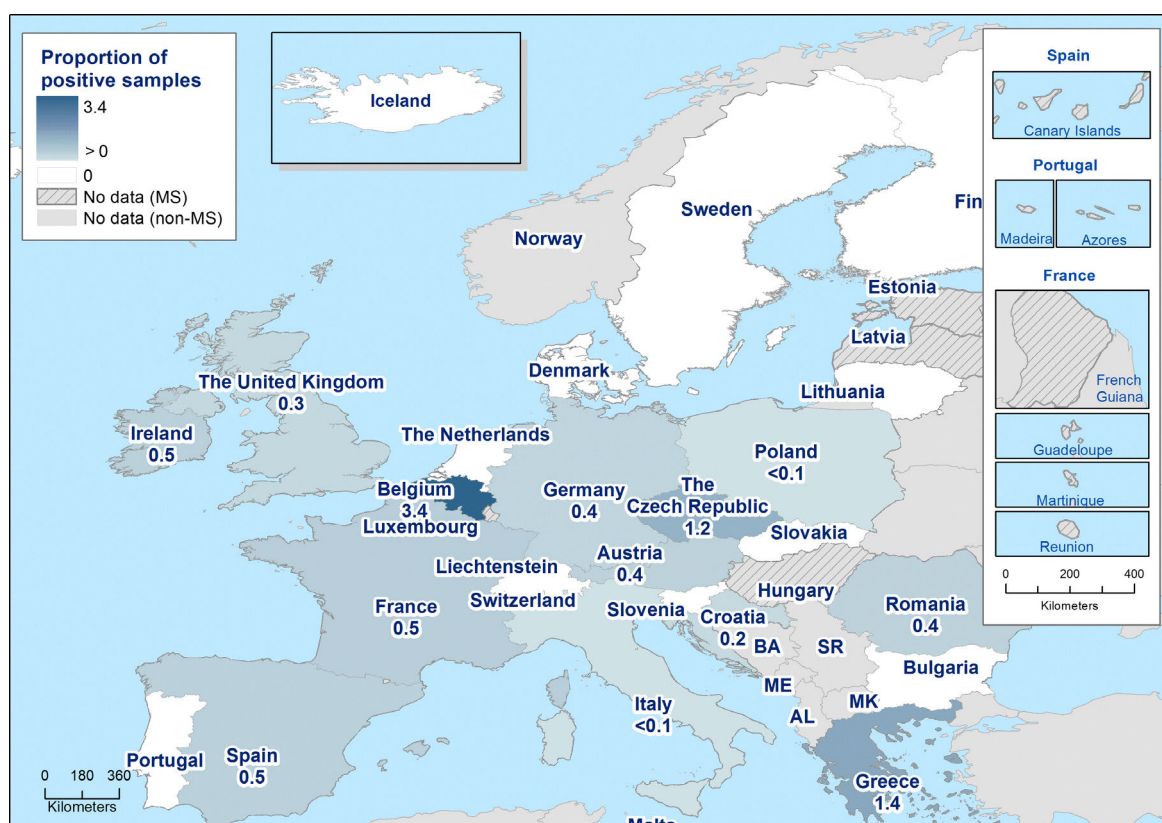 Proportion of
positive samples
3.4
> 0
0
No data (MS)
No data (non-MS)
Iceland
Spain
Canary Islands
Portugal
Madeira
Azores
France
French
Guiana
Guadeloupe
Martinique
Reunion
0 200 400
Kilometers
Norway
Sweden
Fin
Estonia
Latvia
Lithuania
Denmark
The United Kingdom
0.3
Ireland
0.5
The Netherlands
Belgium
3.4
Luxembourg
Germany
0.4
Poland
<0.1
The
Czech Republic
1.2
Slovakia
Austria
0.4
Liechtenstein
Switzerland
Hungary
France
0.5
Slovenia
Croatia
0.2
Romania
0.4
BA
SR
Bulgaria
ME
MK
AL
Italy
<0.1
Portugal
Spain
0.5
Greece
1.4
0 180 360
Kilometers
Malta